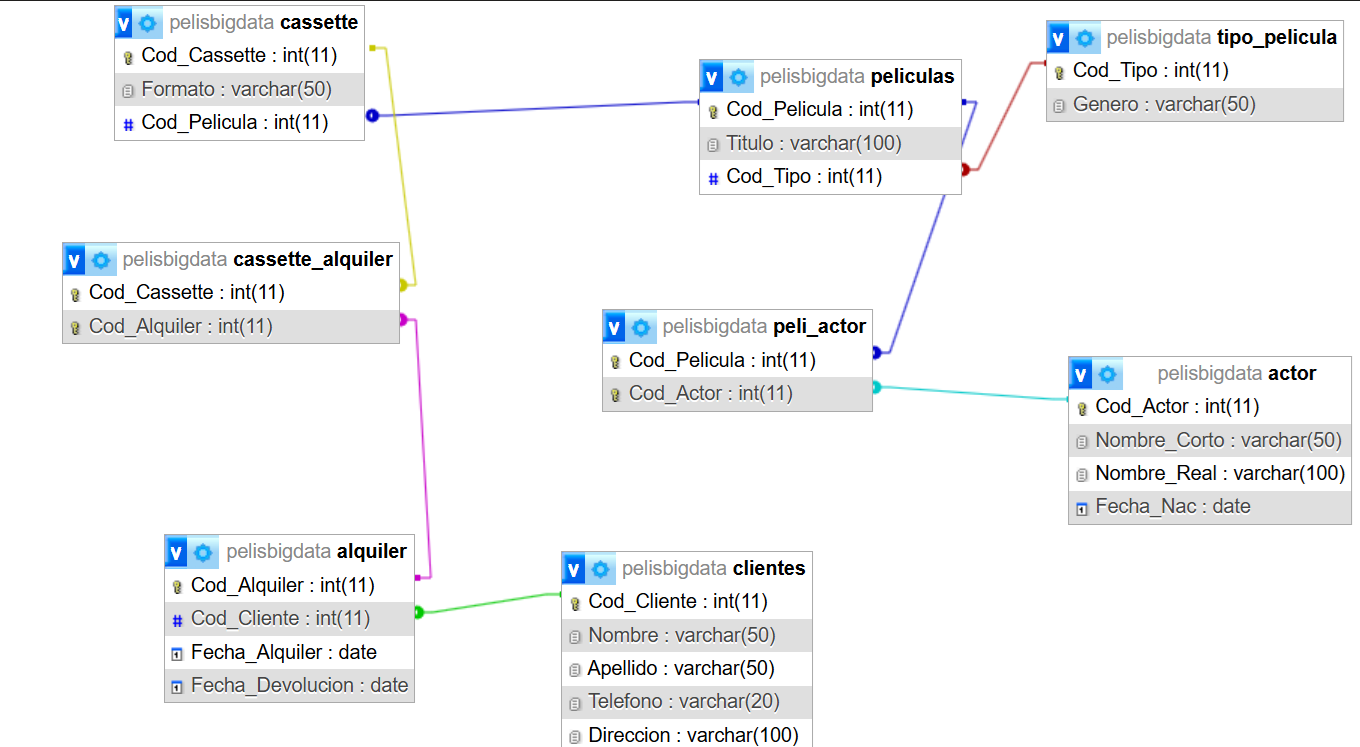 v pelisbigdata cassette
Cod_Cassette : int(11)
Formato : varchar(50)
# Cod_Pelicula : int(11)
v pelisbigdata peliculas
Cod_Pelicula : int(11)
Titulo : varchar(100)
# Cod_Tipo : int(11)
v pelisbigdata tipo_pelicula
Cod_Tipo : int(11)
Genero : varchar(50)
v pelisbigdata cassette_alquiler
Cod_Cassette : int(11)
Cod_Alquiler : int(11)
v pelisbigdata peli_actor
Cod_Pelicula : int(11)
Cod_Actor : int(11)
v pelisbigdata actor
Cod_Actor : int(11)
Nombre_Corto : varchar(50)
Nombre_Real : varchar(100)
1 Fecha_Nac : date
v pelisbigdata alquiler
Cod_Alquiler : int(11)
# Cod_Cliente : int(11)
1 Fecha_Alquiler : date
1 Fecha_Devolucion : date
v pelisbigdata clientes
Cod_Cliente : int(11)
Nombre : varchar(50)
Apellido : varchar(50)
Telefono : varchar(20)
Direccion : varchar(100)